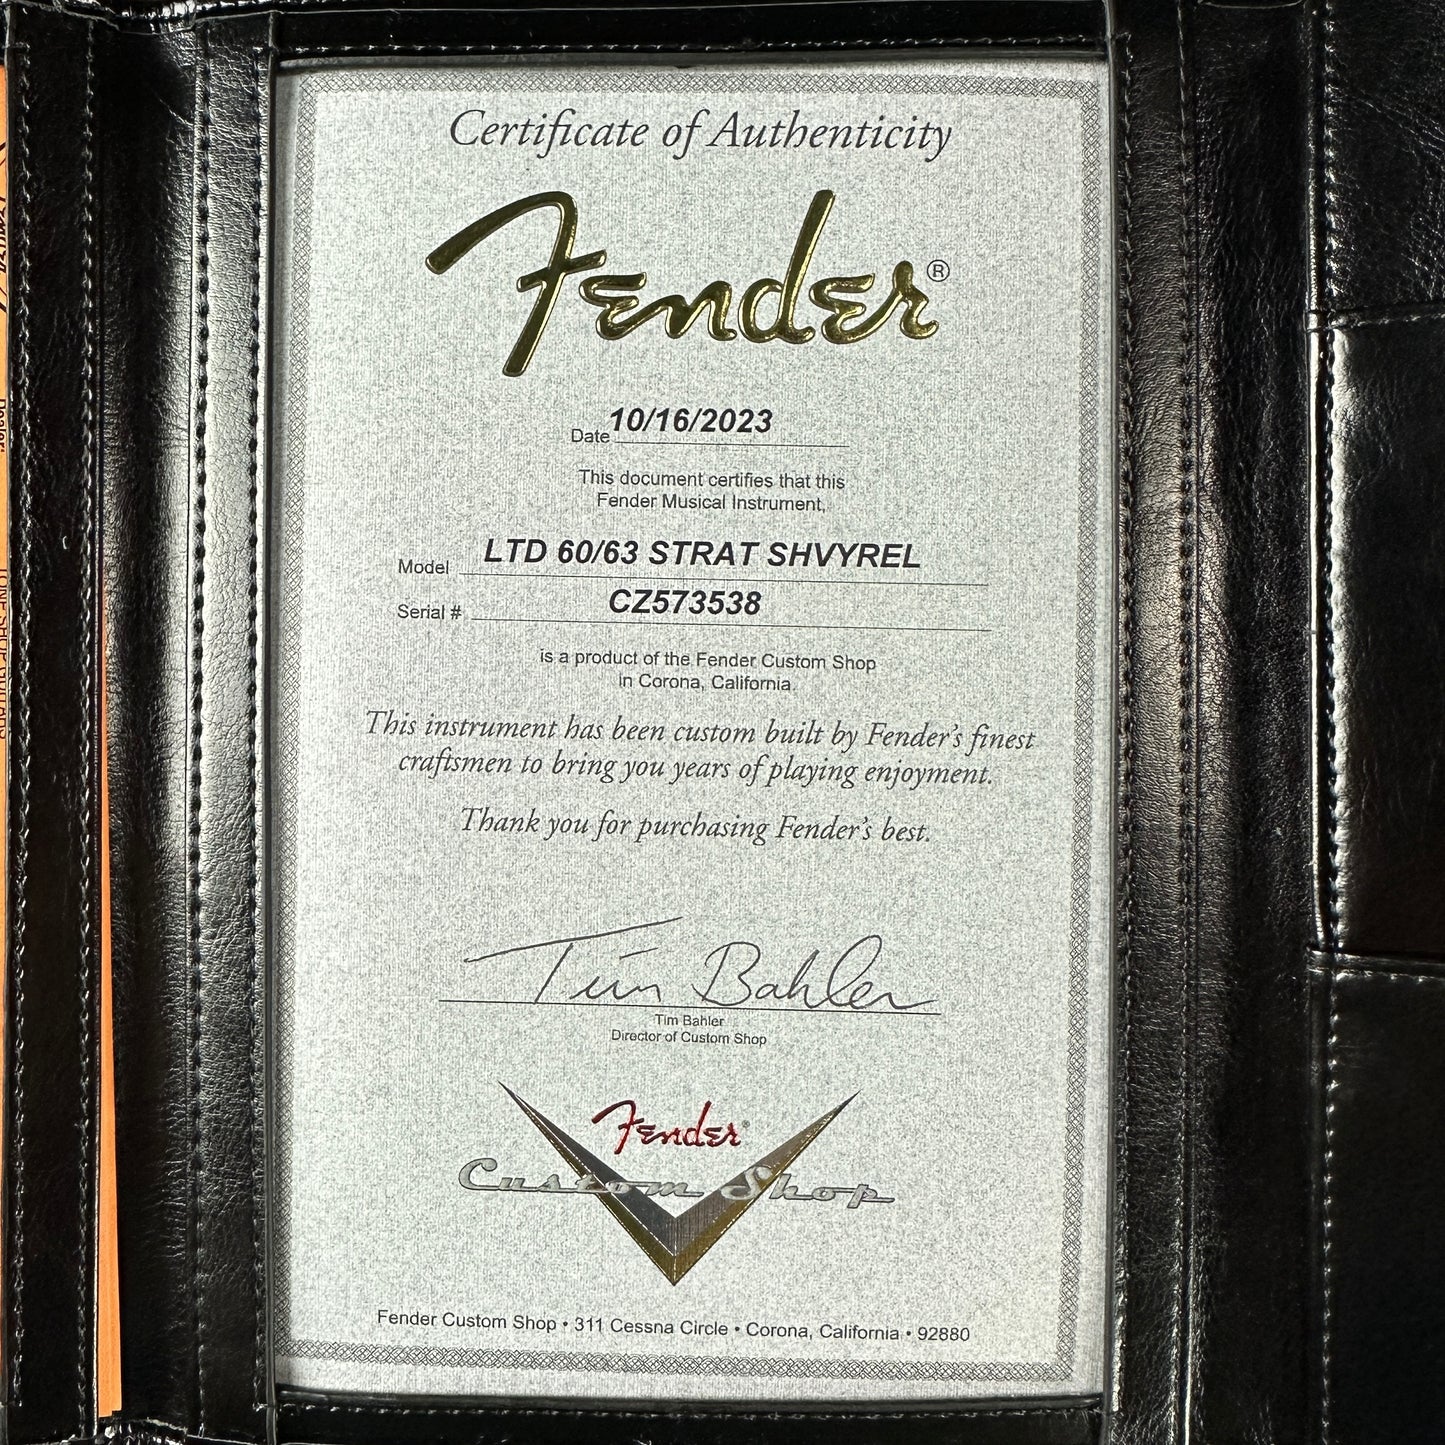 Certificate of Authenticity
Fender®
Date 10/16/2023
This document certifies that this
Fender Musical Instrument,
Model LTD 60/63 STRAT SHVYREL
Serial # CZ573538
is a product of the Fender Custom Shop
in Corona, California.
This instrument has been custom built by Fender's finest
craftsmen to bring you years of playing enjoyment.
Thank you for purchasing Fender's best.
Tim Bahler
Tim Bahler
Director of Custom Shop
Fender®
Custom Shop
Fender Custom Shop • 311 Cessna Circle • Corona, California • 92880